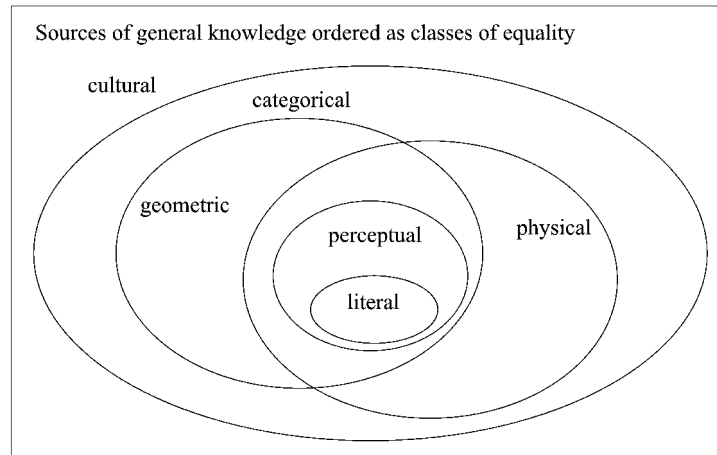 Sources of general knowledge ordered as classes of equality
cultural
categorical
geometric
perceptual
physical
literal